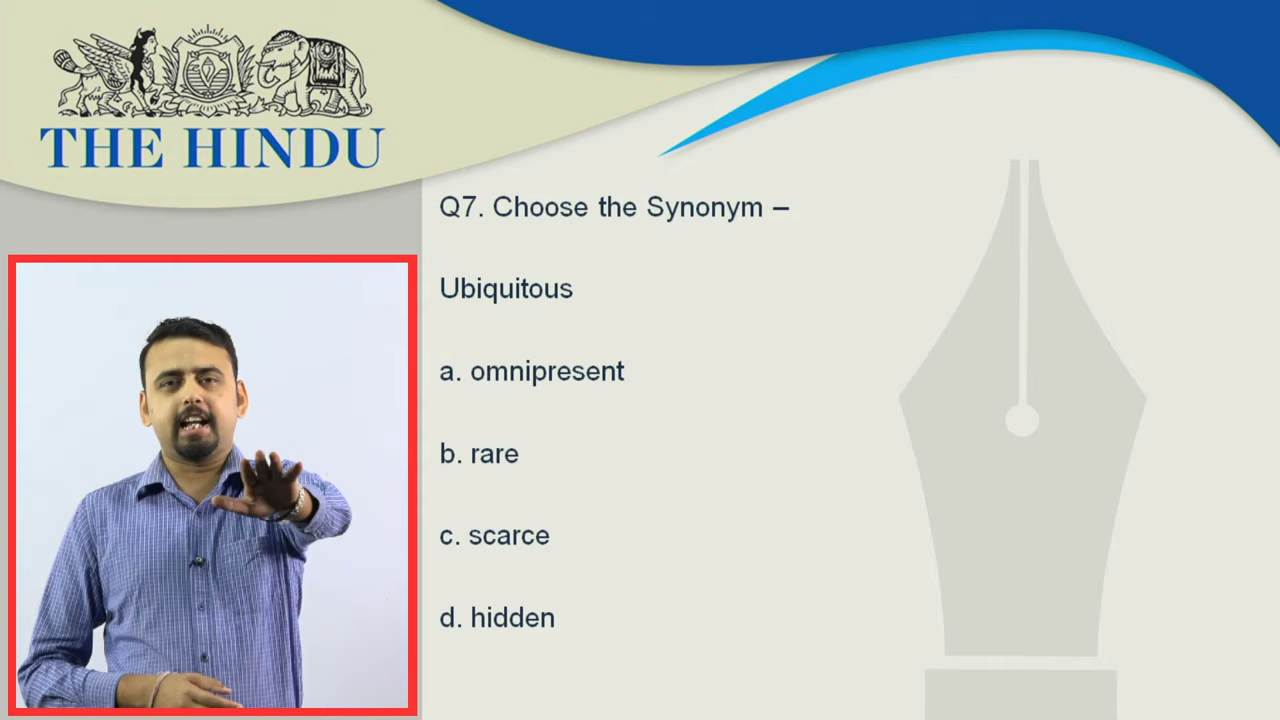 THE HINDU
Q7. Choose the Synonym –
Ubiquitous
a. omnipresent
b. rare
c. scarce
d. hidden